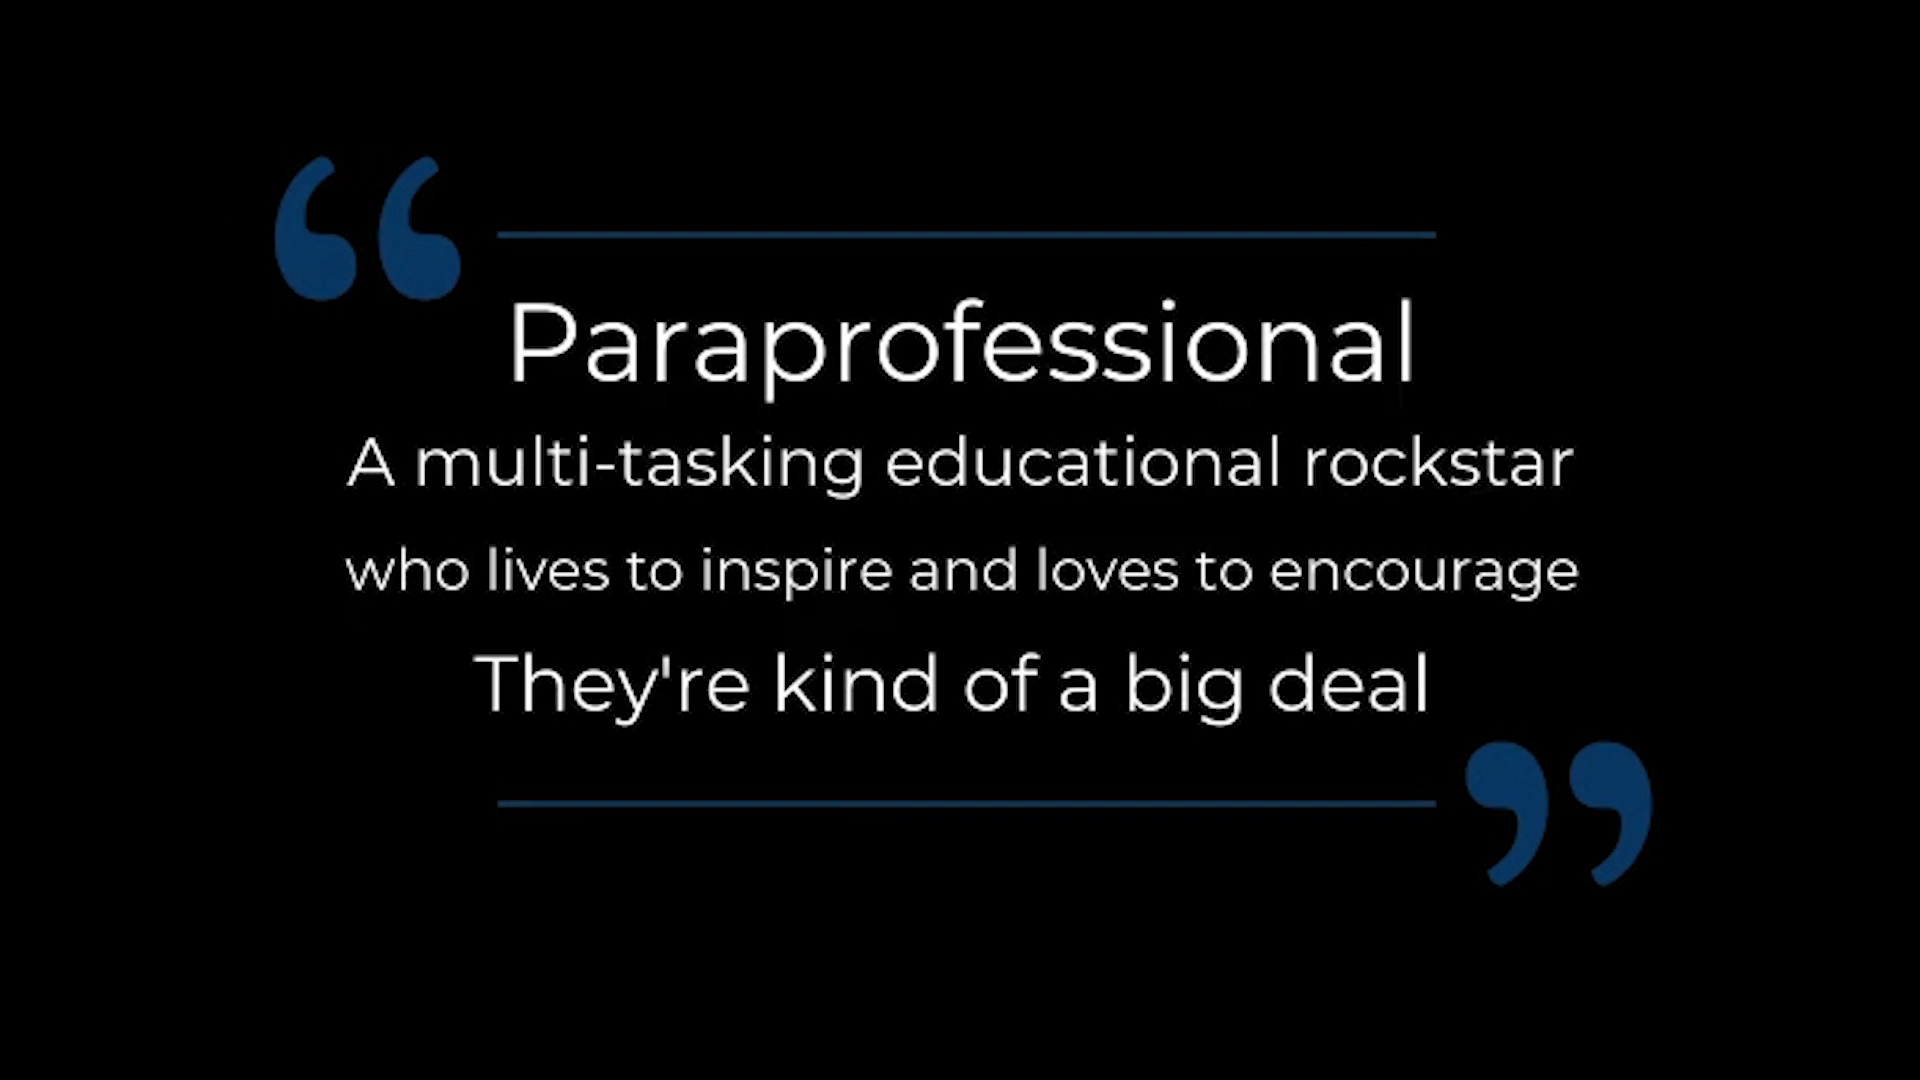 “
Paraprofessional
A multi-tasking educational rockstar
who lives to inspire and loves to encourage
They're kind of a big deal
”